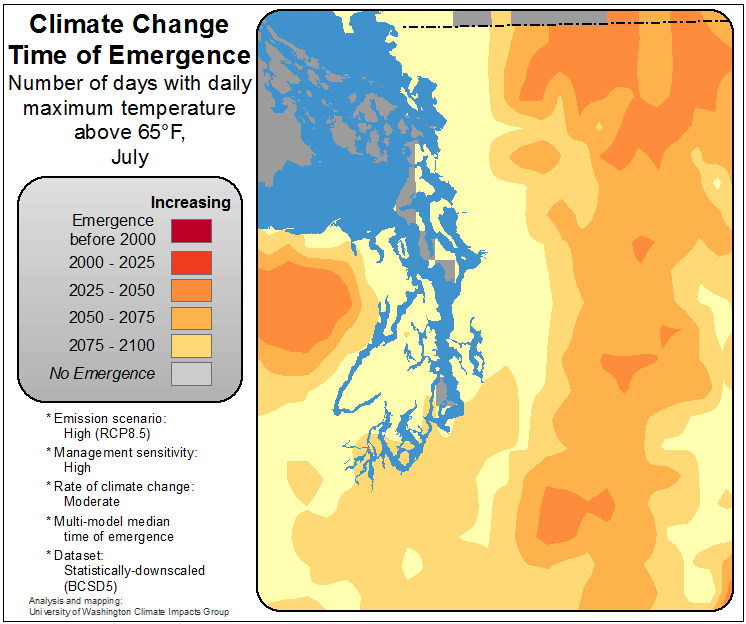 Climate Change
Time of Emergence
Number of days with daily
maximum temperature
above 65°F,
July
Increasing
Emergence
before 2000
2000 - 2025
2025 - 2050
2050 - 2075
2075 - 2100
No Emergence
* Emission scenario:
High (RCP8.5)
* Management sensitivity:
High
* Rate of climate change:
Moderate
* Multi-model median
time of emergence
* Dataset:
Statistically-downscaled
(BCSD5)
Analysis and mapping:
University of Washington Climate Impacts Group